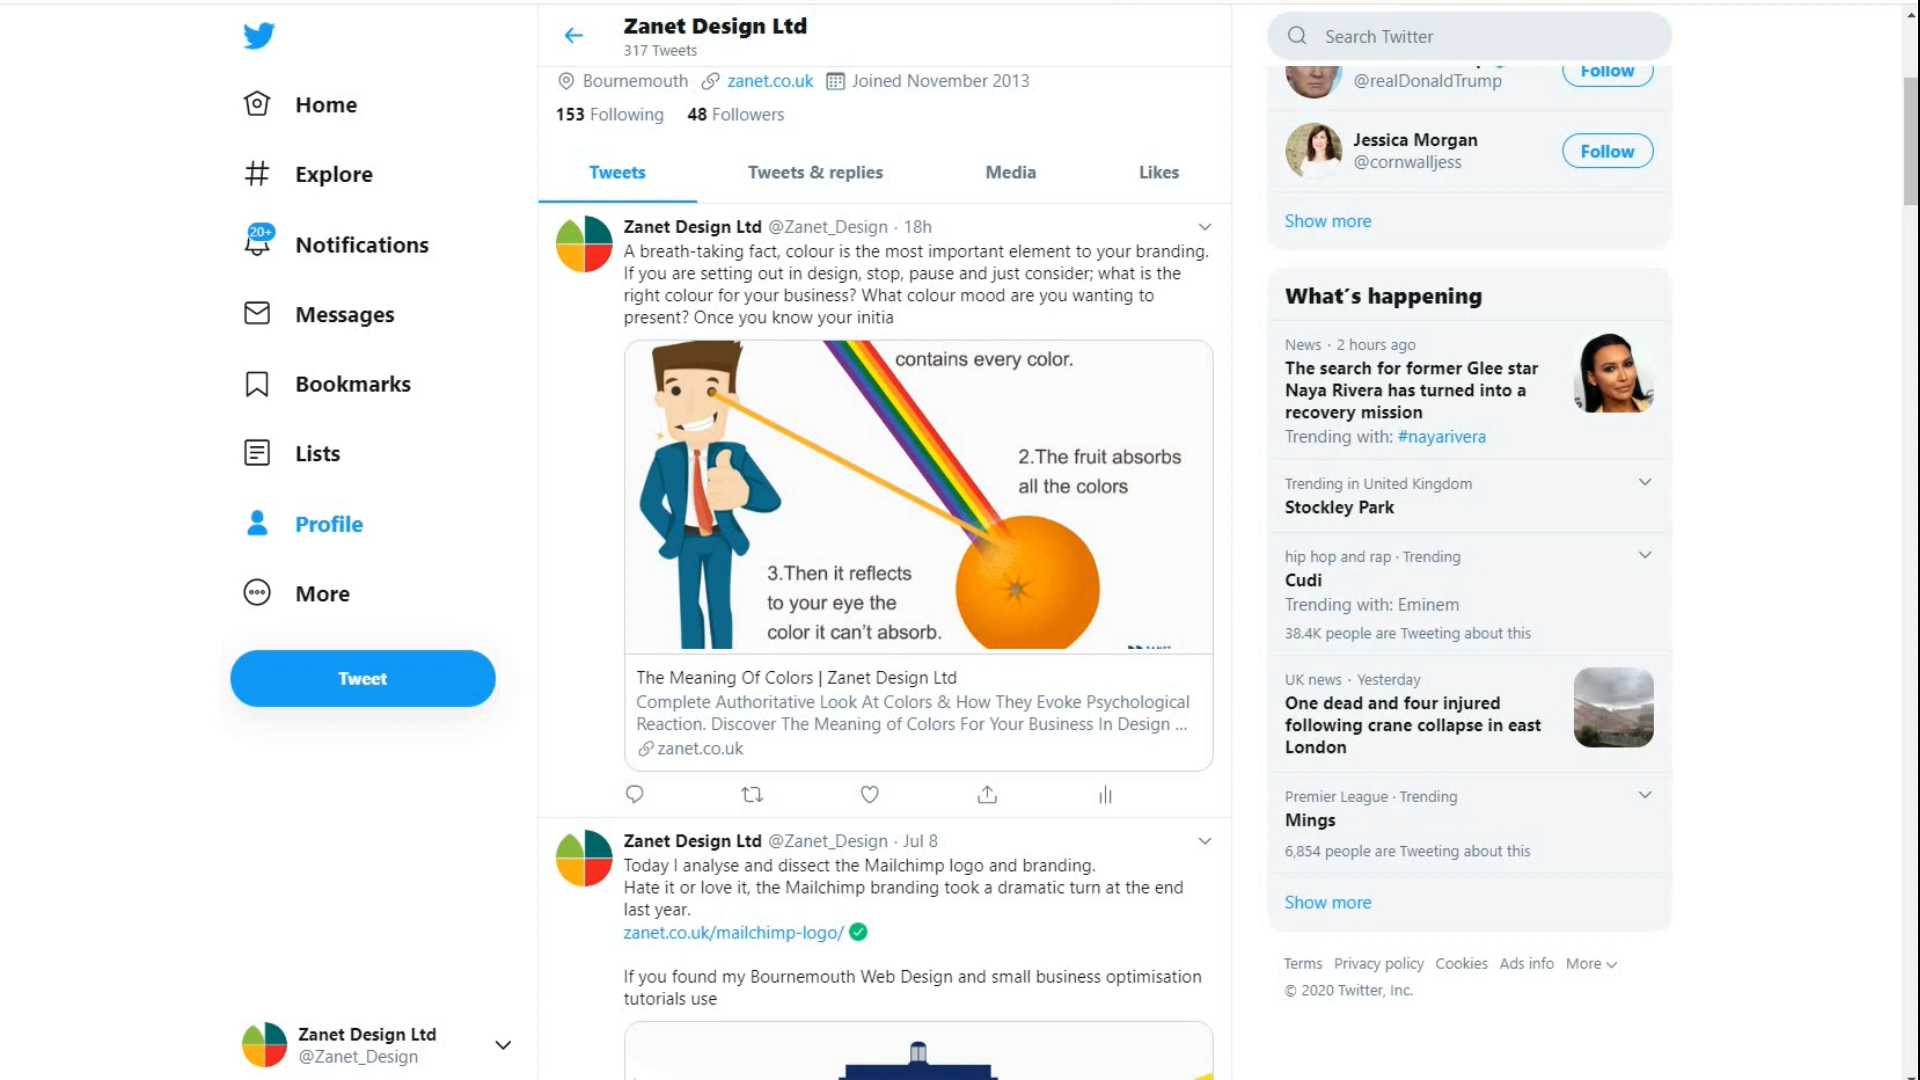 Home
Explore
20+
Notifications
Messages
Bookmarks
Lists
Profile
More
Tweet
Zanet Design Ltd
@Zanet_Design
Zanet Design Ltd
317 Tweets
Bournemouth zanet.co.uk Joined November 2013
153 Following 48 Followers
Tweets Tweets & replies Media Likes
Zanet Design Ltd @Zanet_Design · 18h
A breath-taking fact, colour is the most important element to your branding.
If you are setting out in design, stop, pause and just consider; what is the
right colour for your business? What colour mood are you wanting to
present? Once you know your initia
contains every color.
2.The fruit absorbs
all the colors
3.Then it reflects
to your eye the
color it can't absorb.
The Meaning Of Colors | Zanet Design Ltd
Complete Authoritative Look At Colors & How They Evoke Psychological
Reaction. Discover The Meaning of Colors For Your Business In Design ...
zanet.co.uk
Zanet Design Ltd @Zanet_Design · Jul 8
Today I analyse and dissect the Mailchimp logo and branding.
Hate it or love it, the Mailchimp branding took a dramatic turn at the end
last year.
zanet.co.uk/mailchimp-logo/
If you found my Bournemouth Web Design and small business optimisation
tutorials use
Search Twitter
@realDonaldTrump
Follow
Jessica Morgan
@cornwalljess
Follow
Show more
What´s happening
News · 2 hours ago
The search for former Glee star
Naya Rivera has turned into a
recovery mission
Trending with: #nayarivera
Trending in United Kingdom
Stockley Park
hip hop and rap · Trending
Cudi
Trending with: Eminem
38.4K people are Tweeting about this
UK news · Yesterday
One dead and four injured
following crane collapse in east
London
Premier League · Trending
Mings
6,854 people are Tweeting about this
Show more
Terms Privacy policy Cookies Ads info More
© 2020 Twitter, Inc.